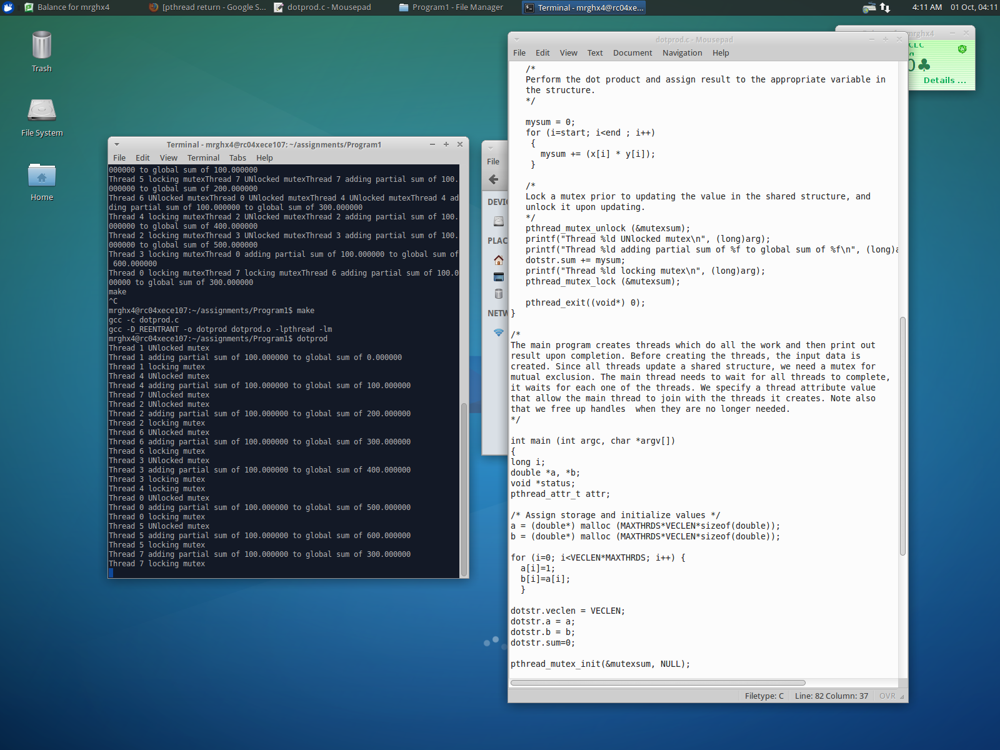 Balance for mrghx4
[pthread return - Google S...
dotprod.c - Mousepad
Program1 - File Manager
Terminal - mrghx4@rc04xe...
4:11 AM
01 Oct, 04:11
Trash
File System
Home
Terminal - mrghx4@rc04xece107: ~/assignments/Program1
File Edit View Terminal Tabs Help
000000 to global sum of 100.000000
Thread 5 locking mutexThread 7 UNlocked mutexThread 7 adding partial sum of 100.
000000 to global sum of 200.000000
Thread 6 UNlocked mutexThread 0 UNlocked mutexThread 4 UNlocked mutexThread 4 ad
ding partial sum of 100.000000 to global sum of 300.000000
Thread 4 locking mutexThread 2 UNlocked mutexThread 2 adding partial sum of 100.
000000 to global sum of 400.000000
Thread 2 locking mutexThread 3 UNlocked mutexThread 3 adding partial sum of 100.
000000 to global sum of 500.000000
Thread 3 locking mutexThread 0 adding partial sum of 100.000000 to global sum of
600.000000
Thread 0 locking mutexThread 7 locking mutexThread 6 adding partial sum of 100.0
00000 to global sum of 300.000000
make
^C
mrghx4@rc04xece107:~/assignments/Program1$ make
gcc -c dotprod.c
gcc -D_REENTRANT -o dotprod dotprod.o -lpthread -lm
mrghx4@rc04xece107:~/assignments/Program1$ dotprod
Thread 1 UNlocked mutex
Thread 1 adding partial sum of 100.000000 to global sum of 0.000000
Thread 1 locking mutex
Thread 4 UNlocked mutex
Thread 4 adding partial sum of 100.000000 to global sum of 100.000000
Thread 7 UNlocked mutex
Thread 2 UNlocked mutex
Thread 2 adding partial sum of 100.000000 to global sum of 200.000000
Thread 2 locking mutex
Thread 6 UNlocked mutex
Thread 6 adding partial sum of 100.000000 to global sum of 300.000000
Thread 6 locking mutex
Thread 3 UNlocked mutex
Thread 3 adding partial sum of 100.000000 to global sum of 400.000000
Thread 3 locking mutex
Thread 4 locking mutex
Thread 0 UNlocked mutex
Thread 0 adding partial sum of 100.000000 to global sum of 500.000000
Thread 0 locking mutex
Thread 5 UNlocked mutex
Thread 5 adding partial sum of 100.000000 to global sum of 600.000000
Thread 5 locking mutex
Thread 7 adding partial sum of 100.000000 to global sum of 300.000000
Thread 7 locking mutex
File
DEVI
PLAC
NETW
dotprod.c - Mousepad
File Edit View Text Document Navigation Help
/*
Perform the dot product and assign result to the appropriate variable in
the structure.
*/
mysum = 0;
for (i=start; i<end ; i++)
{
mysum += (x[i] * y[i]);
}
/*
Lock a mutex prior to updating the value in the shared structure, and
unlock it upon updating.
*/
pthread_mutex_unlock (&mutexsum);
printf("Thread %ld UNlocked mutex\n", (long)arg);
printf("Thread %ld adding partial sum of %f to global sum of %f\n", (long)a
dotstr.sum += mysum;
printf("Thread %ld locking mutex\n", (long)arg);
pthread_mutex_lock (&mutexsum);
pthread_exit((void*) 0);
}
/*
The main program creates threads which do all the work and then print out
result upon completion. Before creating the threads, the input data is
created. Since all threads update a shared structure, we need a mutex for
mutual exclusion. The main thread needs to wait for all threads to complete,
it waits for each one of the threads. We specify a thread attribute value
that allow the main thread to join with the threads it creates. Note also
that we free up handles  when they are no longer needed.
*/
int main (int argc, char *argv[])
{
long i;
double *a, *b;
void *status;
pthread_attr_t attr;
/* Assign storage and initialize values */
a = (double*) malloc (MAXTHRDS*VECLEN*sizeof(double));
b = (double*) malloc (MAXTHRDS*VECLEN*sizeof(double));
for (i=0; i<VECLEN*MAXTHRDS; i++) {
a[i]=1;
b[i]=a[i];
}
dotstr.veclen = VECLEN;
dotstr.a = a;
dotstr.b = b;
dotstr.sum=0;
pthread_mutex_init(&mutexsum, NULL);
Filetype: C
Line: 82 Column: 37
OVR
mrghx4
0♣
Details ...